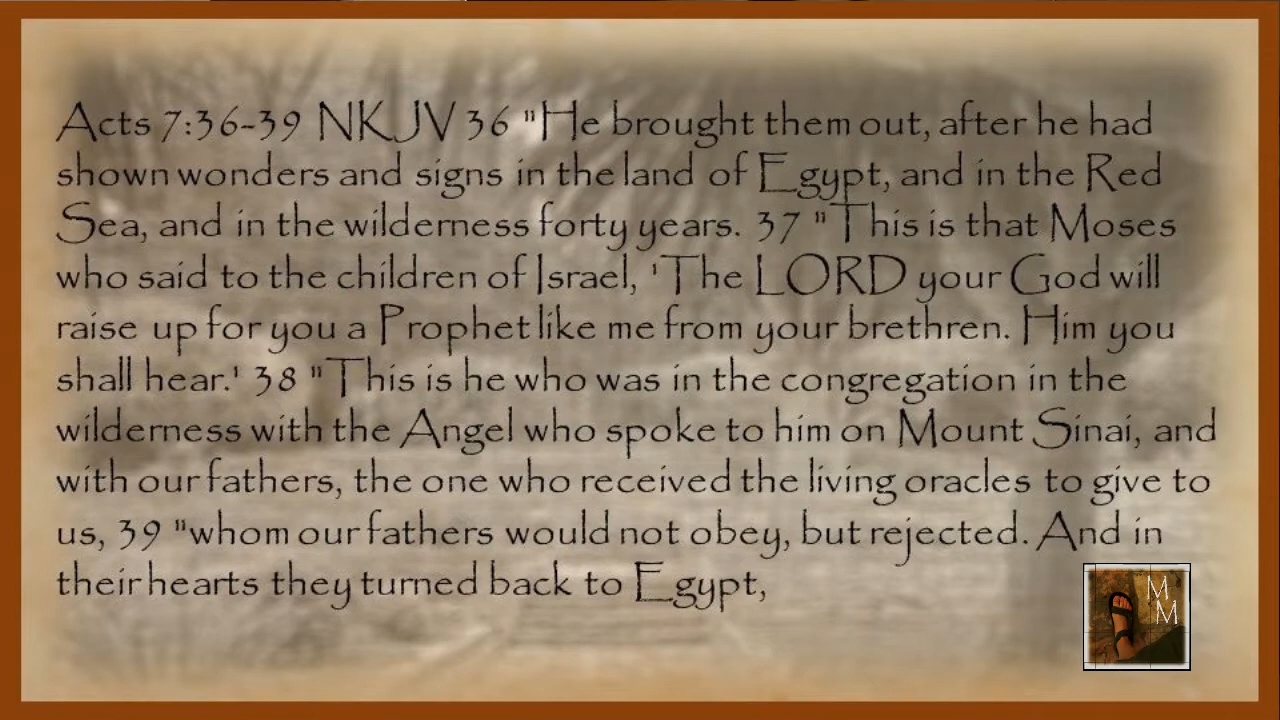 Acts 7:36-39 NKJV 36 "He brought them out, after he had
shown wonders and signs in the land of Egypt, and in the Red
Sea, and in the wilderness forty years. 37 "This is that Moses
who said to the children of Israel, 'The LORD your God will
raise up for you a Prophet like me from your brethren. Him you
shall hear.' 38 "This is he who was in the congregation in the
wilderness with the Angel who spoke to him on Mount Sinai, and
with our fathers, the one who received the living oracles to give to
us, 39 "whom our fathers would not obey, but rejected. And in
their hearts they turned back to Egypt,
M
M